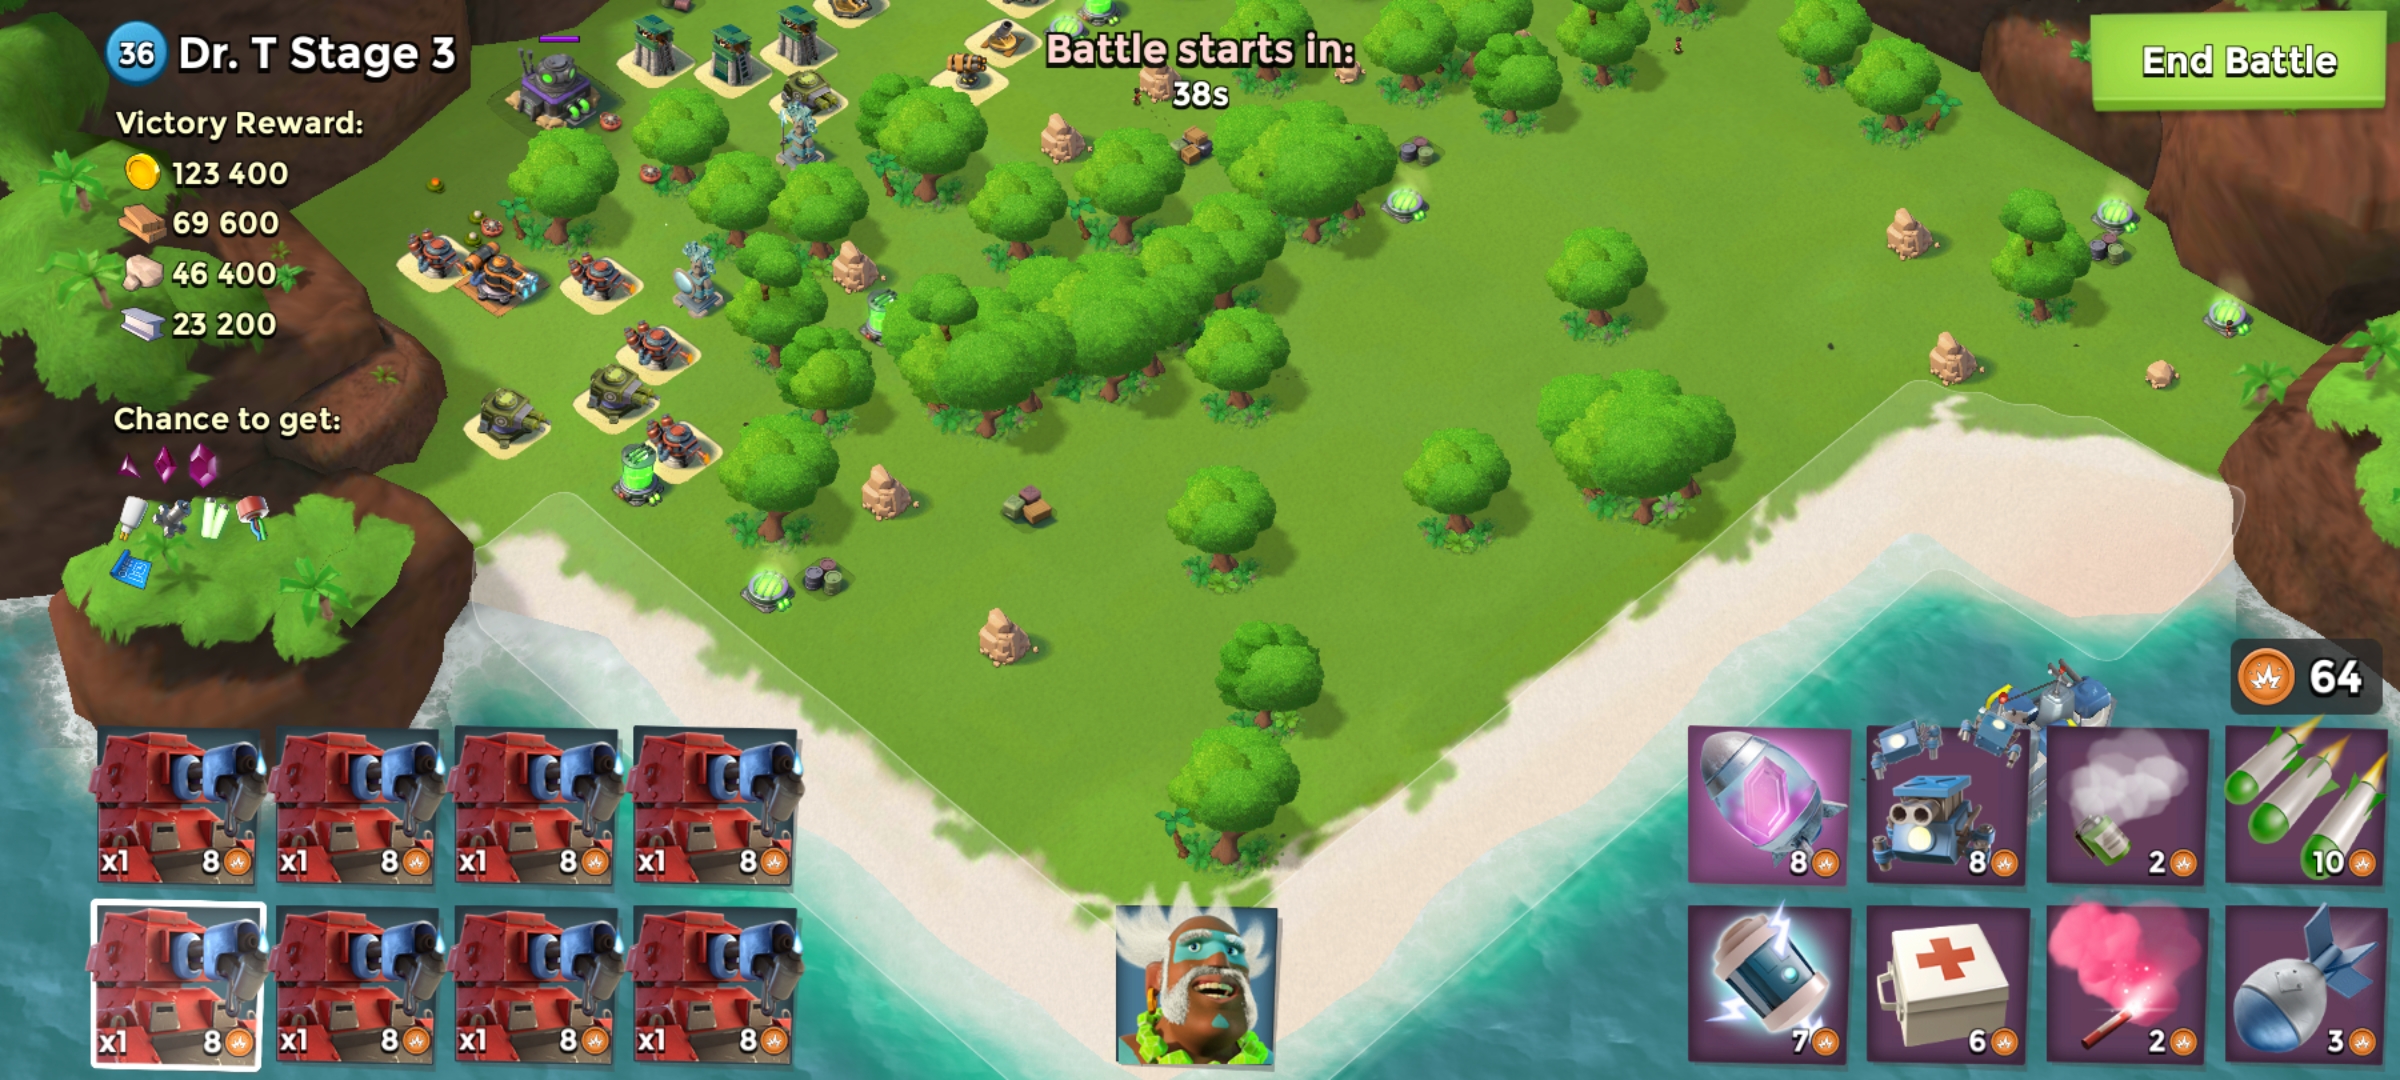 36 Dr. T Stage 3
Battle starts in:
38s
End Battle
Victory Reward:
123 400
69 600
46 400
23 200
Chance to get:
64
x1 8
x1 8
x1 8
x1 8
8
8
2
10
x1 8
x1 8
x1 8
x1 8
7
6
2
3